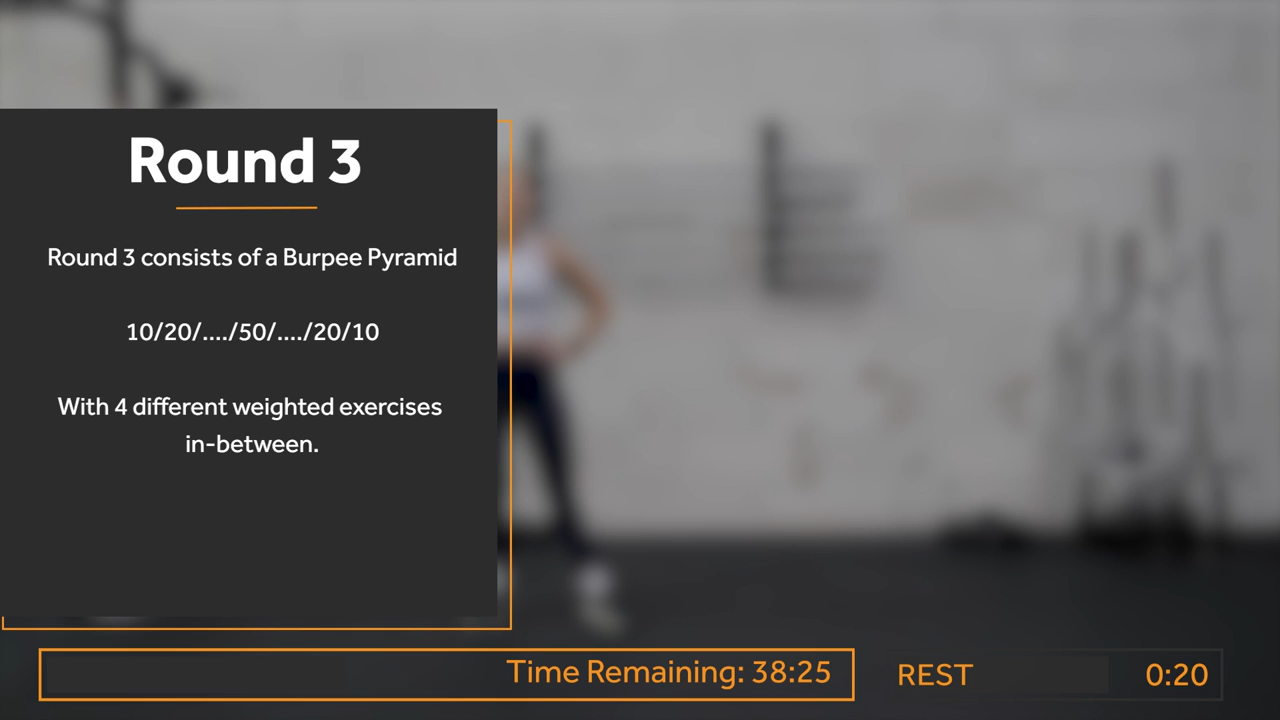 Round 3
Round 3 consists of a Burpee Pyramid
10/20/..../50/..../20/10
With 4 different weighted exercises
in-between.
Time Remaining: 38:25
REST
0:20